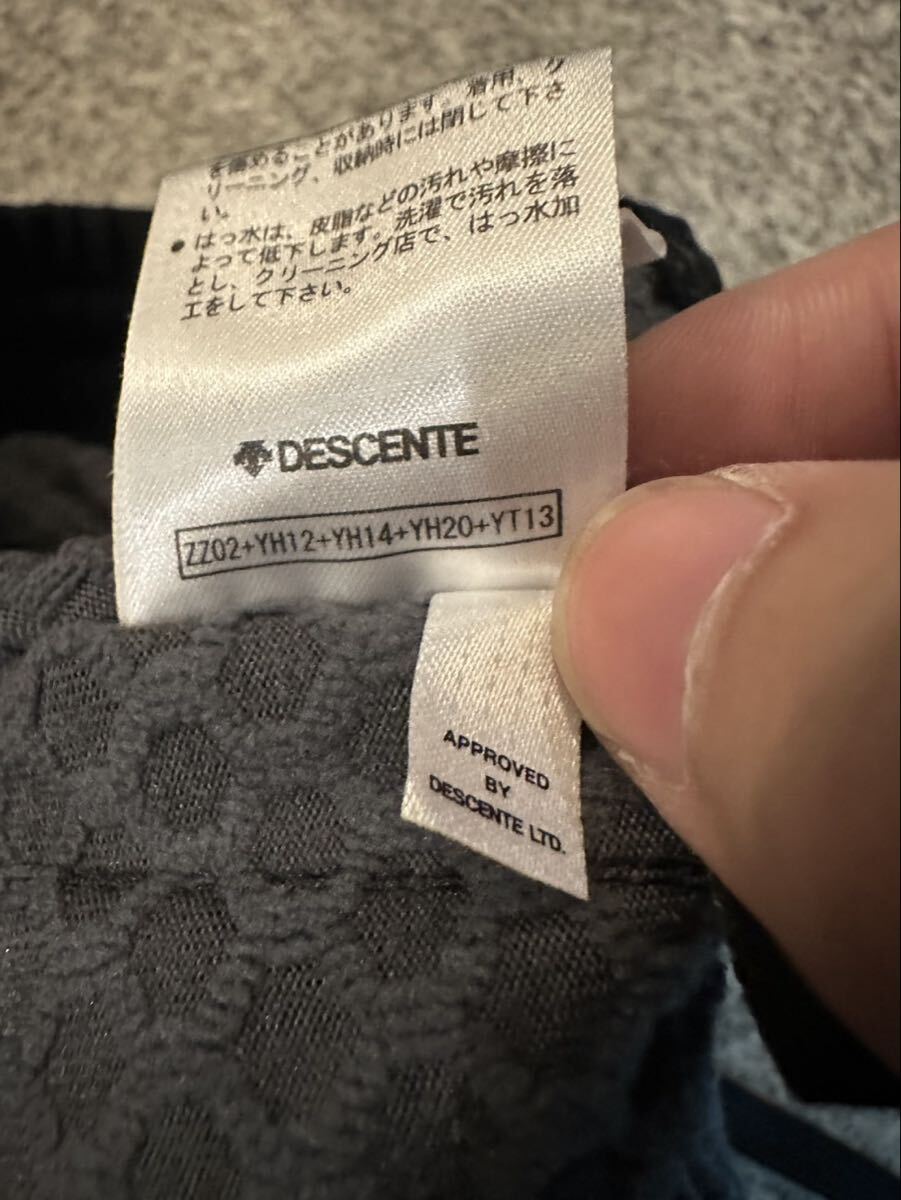 を傷めることがあります。着用、ク
リーニング、収納時には閉じて下さ
い。
● はっ水は、皮脂などの汚れや摩擦に
よって低下します。洗濯で汚れを落
とし、クリーニング店で、はっ水加
工をして下さい。
DESCENTE
ZZ02+YH12+YH14+YH20+YT13
APPROVED
BY
DESCENTE LTD.